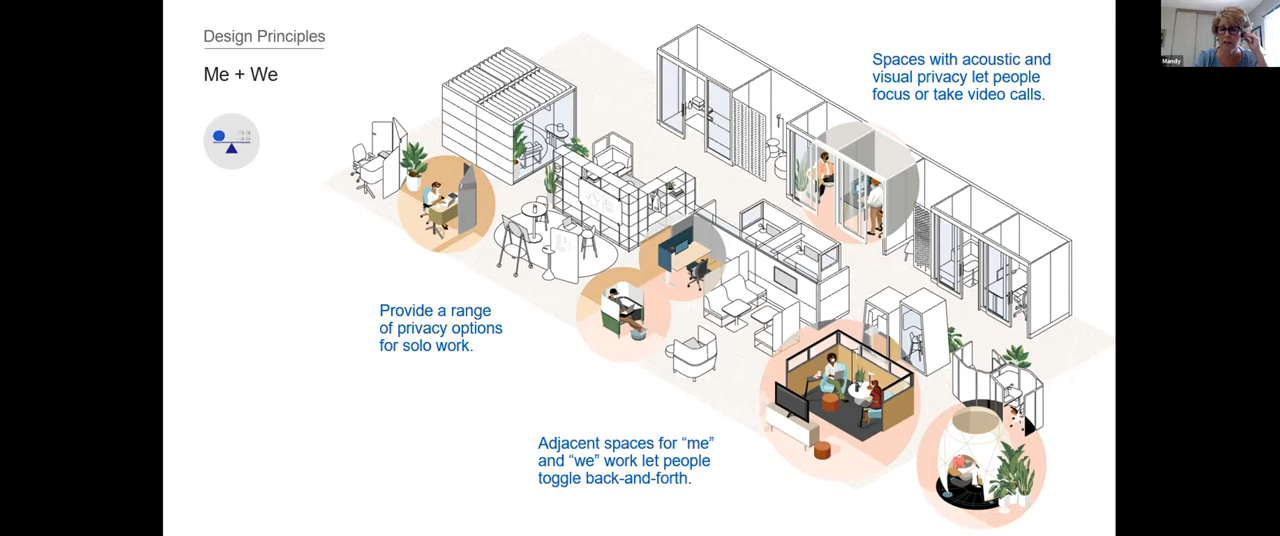 Design Principles
Me + We
Spaces with acoustic and
visual privacy let people
focus or take video calls.
Provide a range
of privacy options
for solo work.
Adjacent spaces for “me”
and “we” work let people
toggle back-and-forth.
Mandy